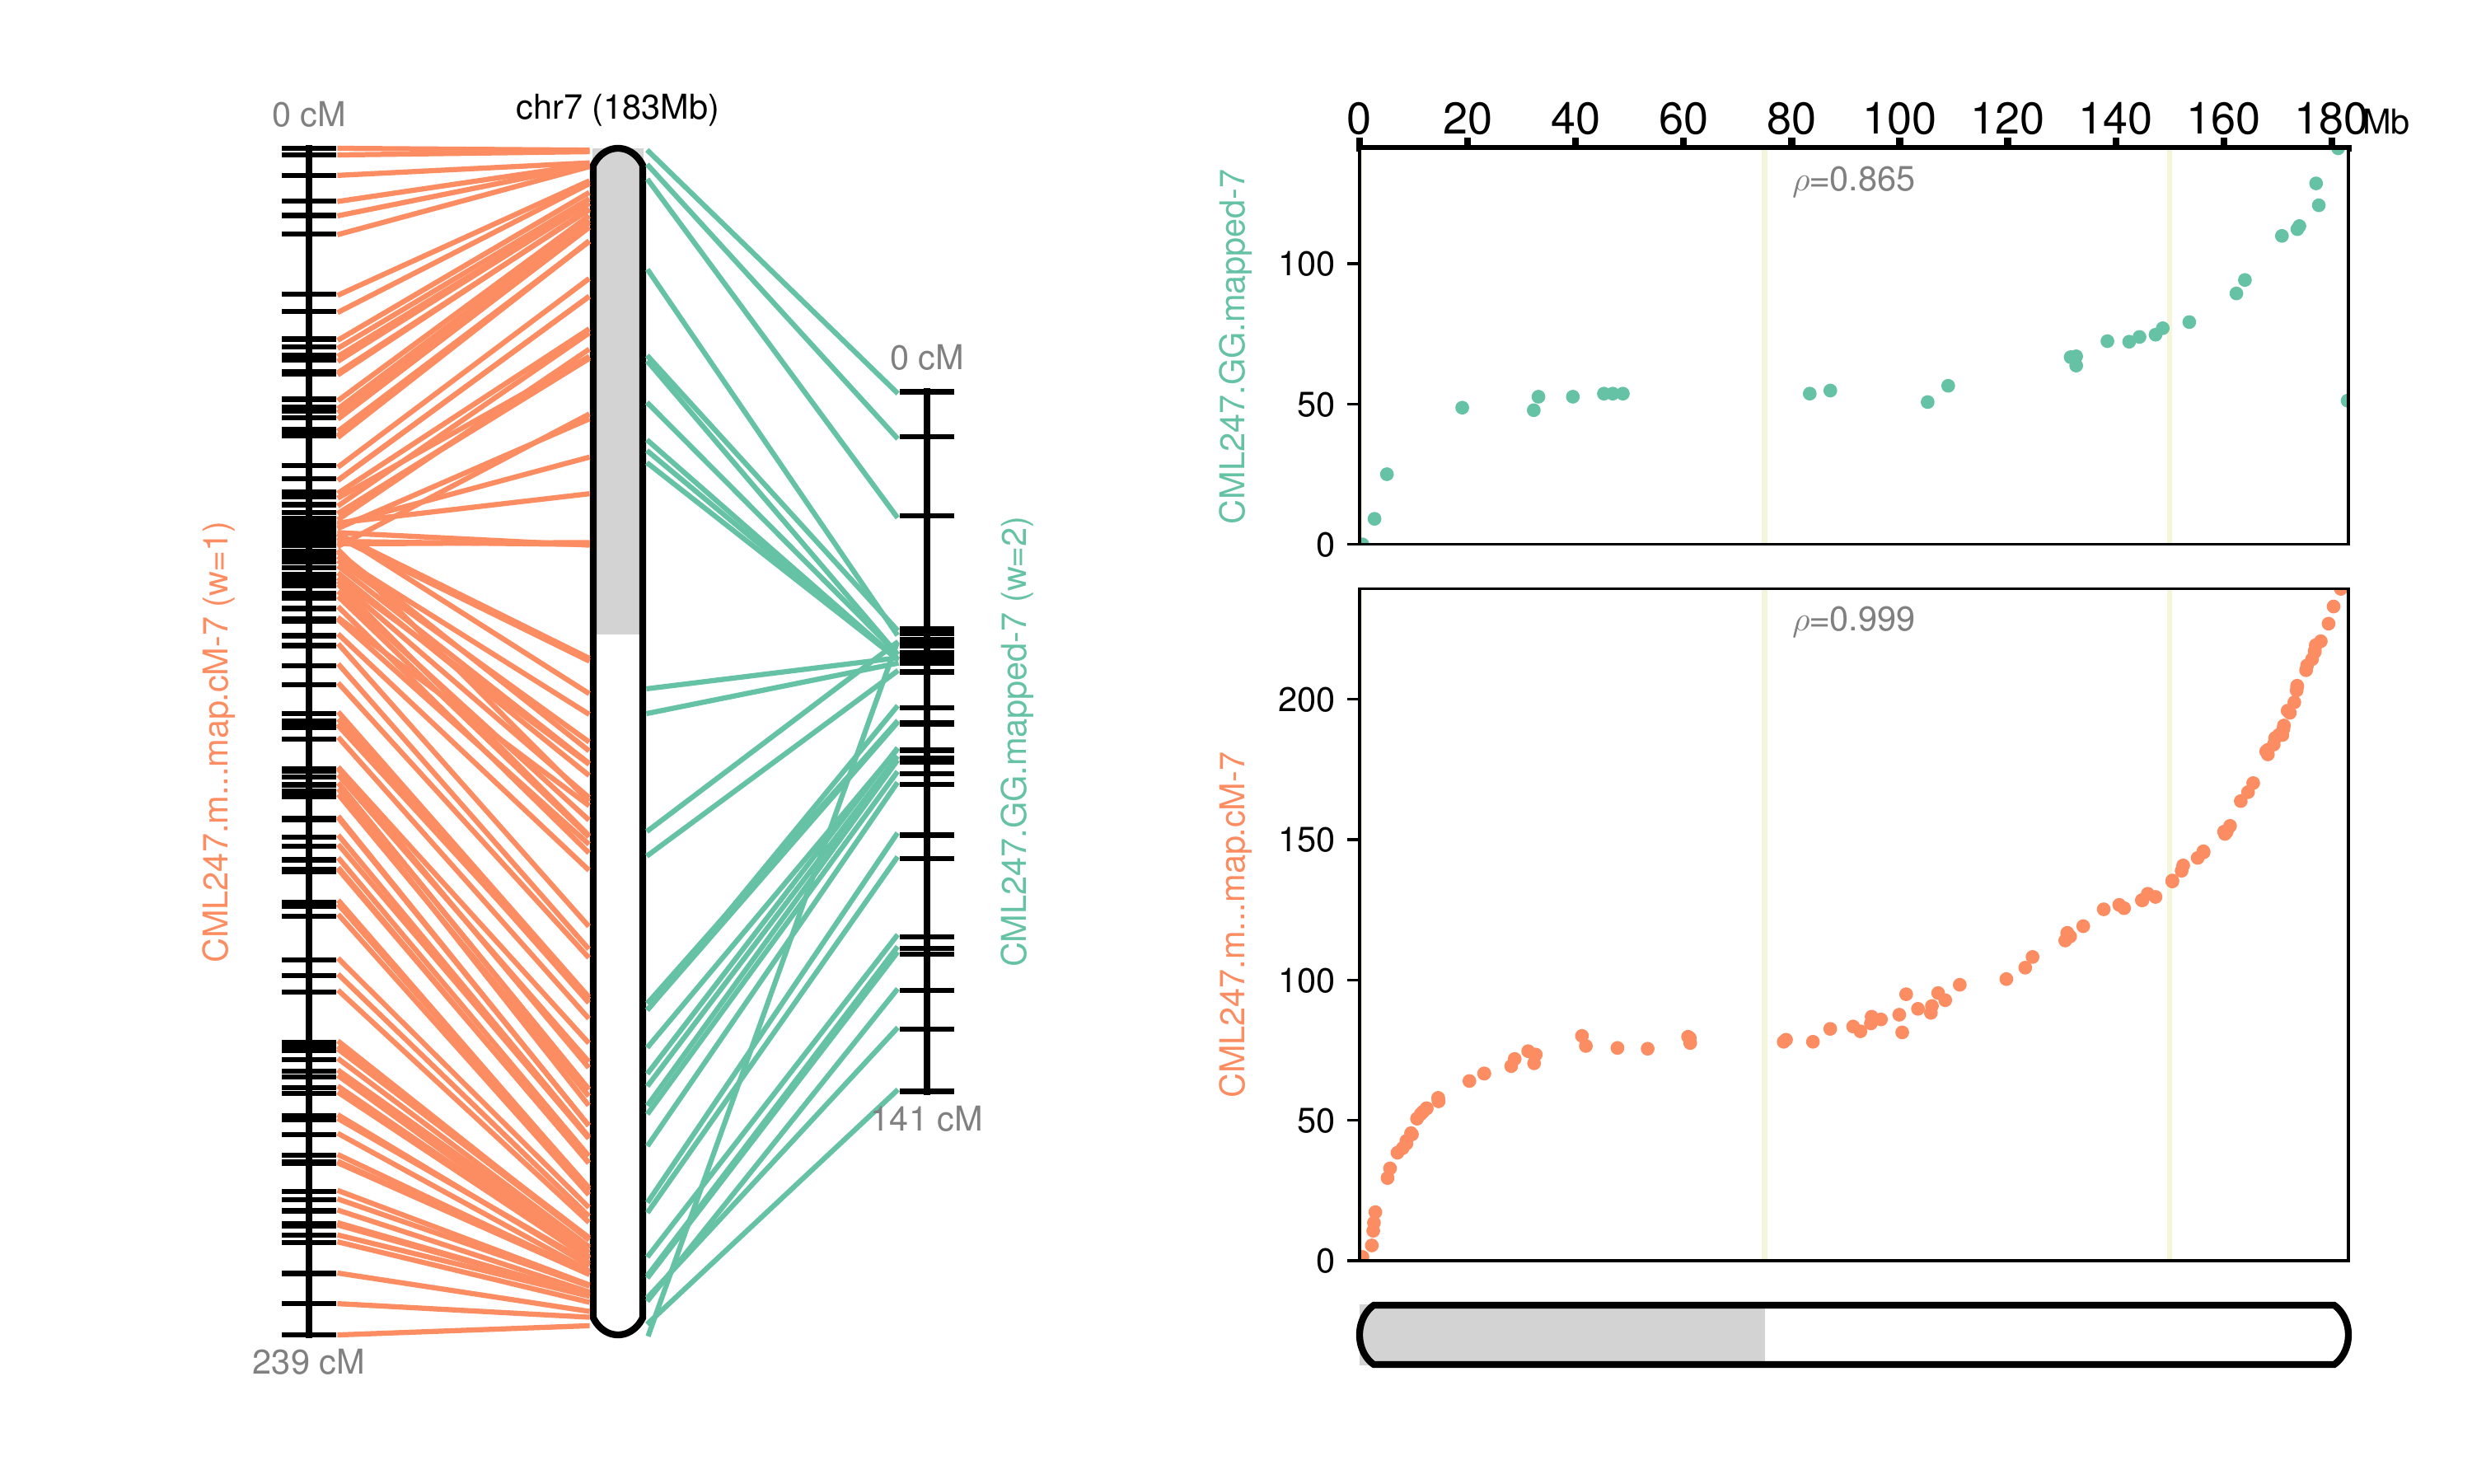 0 cM
chr7 (183Mb)
239 cM
CML247.m...map.cM-7 (w=1)
0 cM
141 cM
CML247.GG.mapped-7 (w=2)
0 20 40 60 80 100 120 140 160 180 Mb
CML247.GG.mapped-7
ρ=0.865
100
50
0
CML247.m...map.cM-7
ρ=0.999
200
150
100
50
0